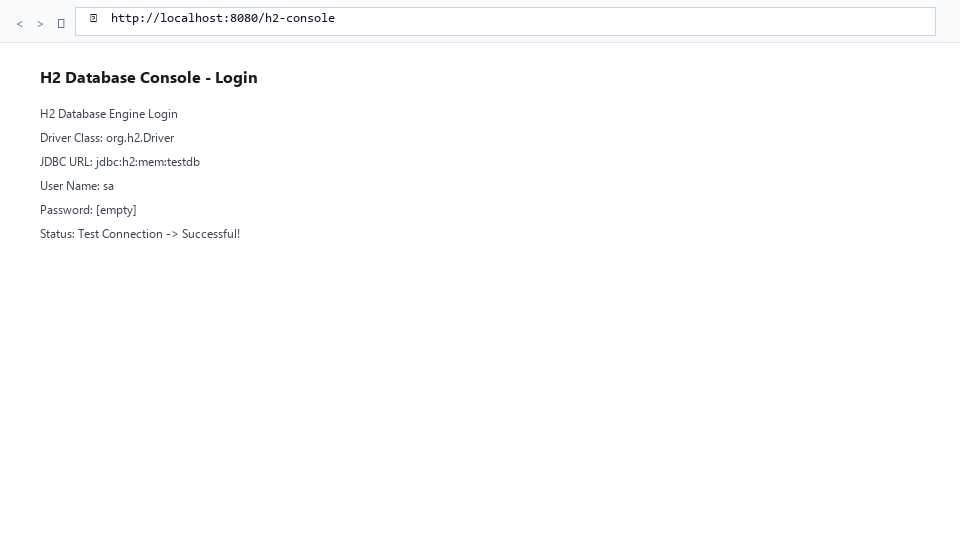 < >
http://localhost:8080/h2-console
H2 Database Console - Login
H2 Database Engine Login
Driver Class: org.h2.Driver
JDBC URL: jdbc:h2:mem:testdb
User Name: sa
Password: [empty]
Status: Test Connection -> Successful!